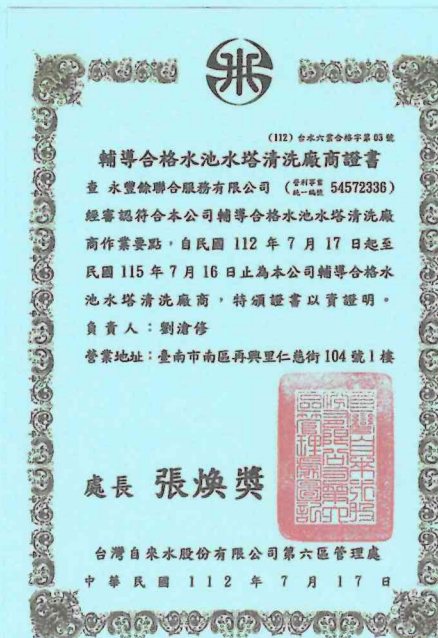 (112) 台水六業合格字第 03 號
輔導合格水池水塔清洗廠商證書
查 永豐餘聯合服務有限公司 (營利事業統一編號 54572336)
經審認符合本公司輔導合格水池水塔清洗廠
商作業要點,自民國 112 年 7 月 17 日起至
民國 115 年 7 月 16 日止為本公司輔導合格水
池水塔清洗廠商,特頒證書以資證明。
負責人:劉滄修
營業地址:臺南市南區再興里仁慈街 104 號 1 樓
處長 張煥獎
台灣自來水股份有限公司第六區管理處
中華民國 112 年 7 月 17 日